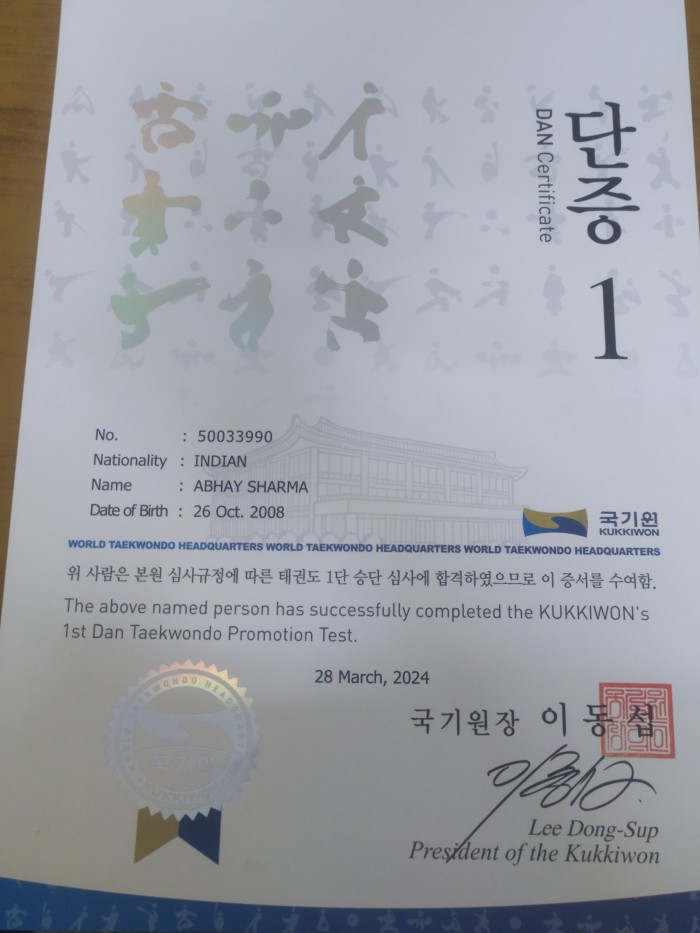 단증
DAN Certificate
1
No. : 50033990
Nationality : INDIAN
Name : ABHAY SHARMA
Date of Birth : 26 Oct. 2008
국기원
KUKKIWON
WORLD TAEKWONDO HEADQUARTERS WORLD TAEKWONDO HEADQUARTERS WORLD TAEKWONDO HEADQUARTERS
위 사람은 본원 심사규정에 따른 태권도 1단 승단 심사에 합격하였으므로 이 증서를 수여함.
The above named person has successfully completed the KUKKIWON's
1st Dan Taekwondo Promotion Test.
28 March, 2024
국기원장 이동섭
Lee Dong-Sup
President of the Kukkiwon